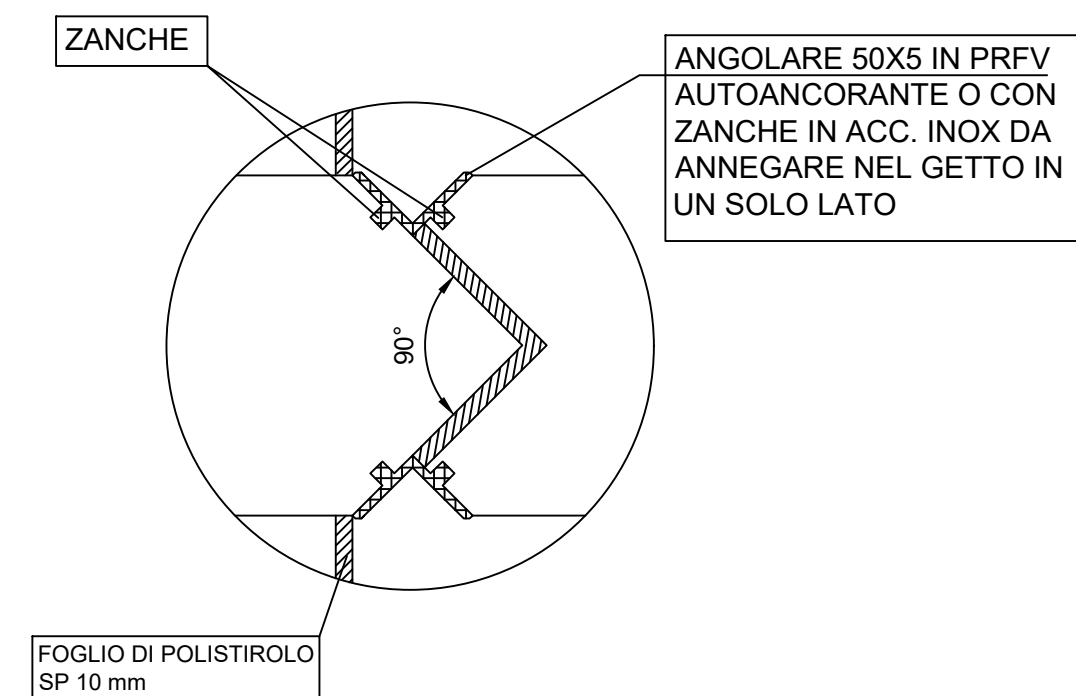 ZANCHE
ANGOLARE 50X5 IN PRFV
AUTOANCORANTE O CON
ZANCHE IN ACC. INOX DA
ANNEGARE NEL GETTO IN
UN SOLO LATO
90°
FOGLIO DI POLISTIROLO
SP 10 mm